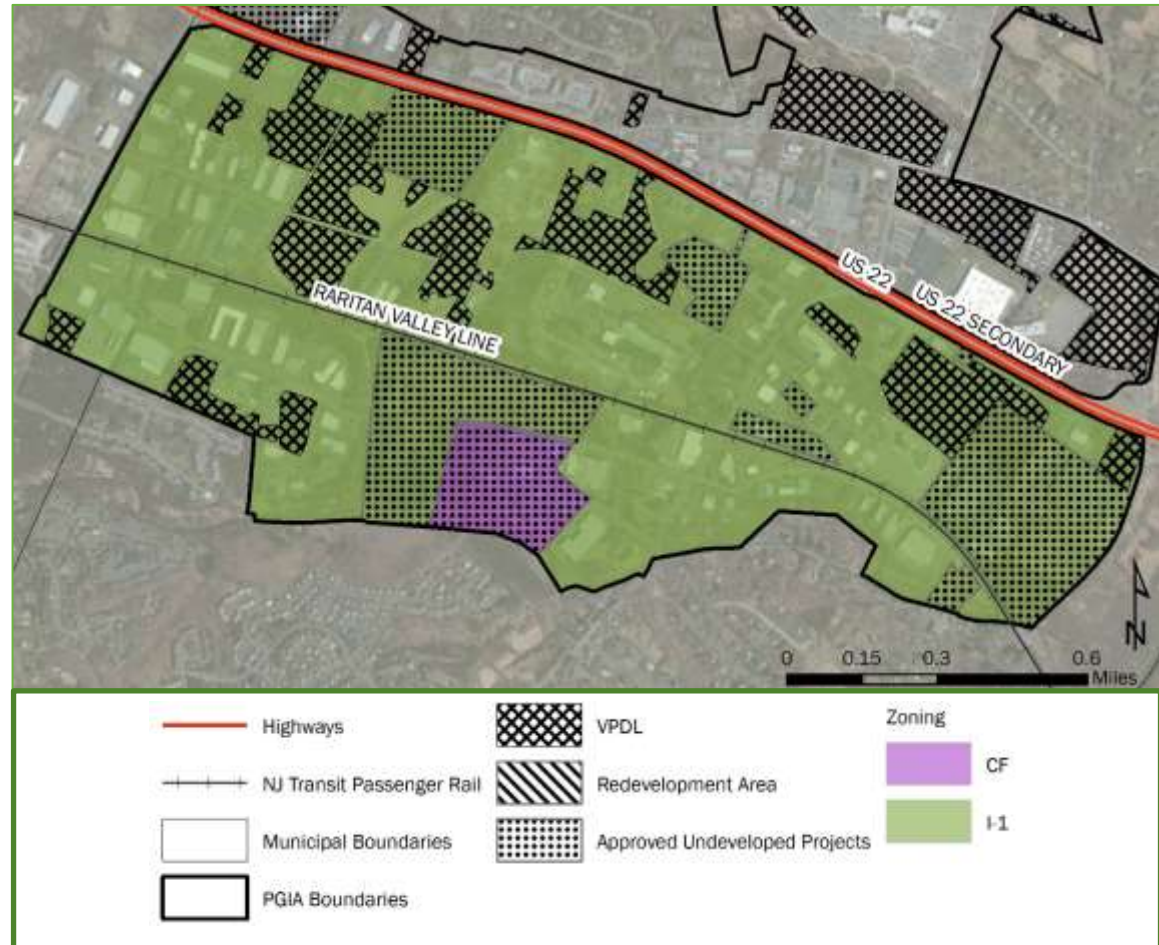 RARITAN VALLEY LINE
US 22
US 22 SECONDARY
N
0 0.15 0.3 0.6
Miles
Highways
NJ Transit Passenger Rail
Municipal Boundaries
PGIA Boundaries
VPDL
Redevelopment Area
Approved Undeveloped Projects
Zoning
CF
I-1